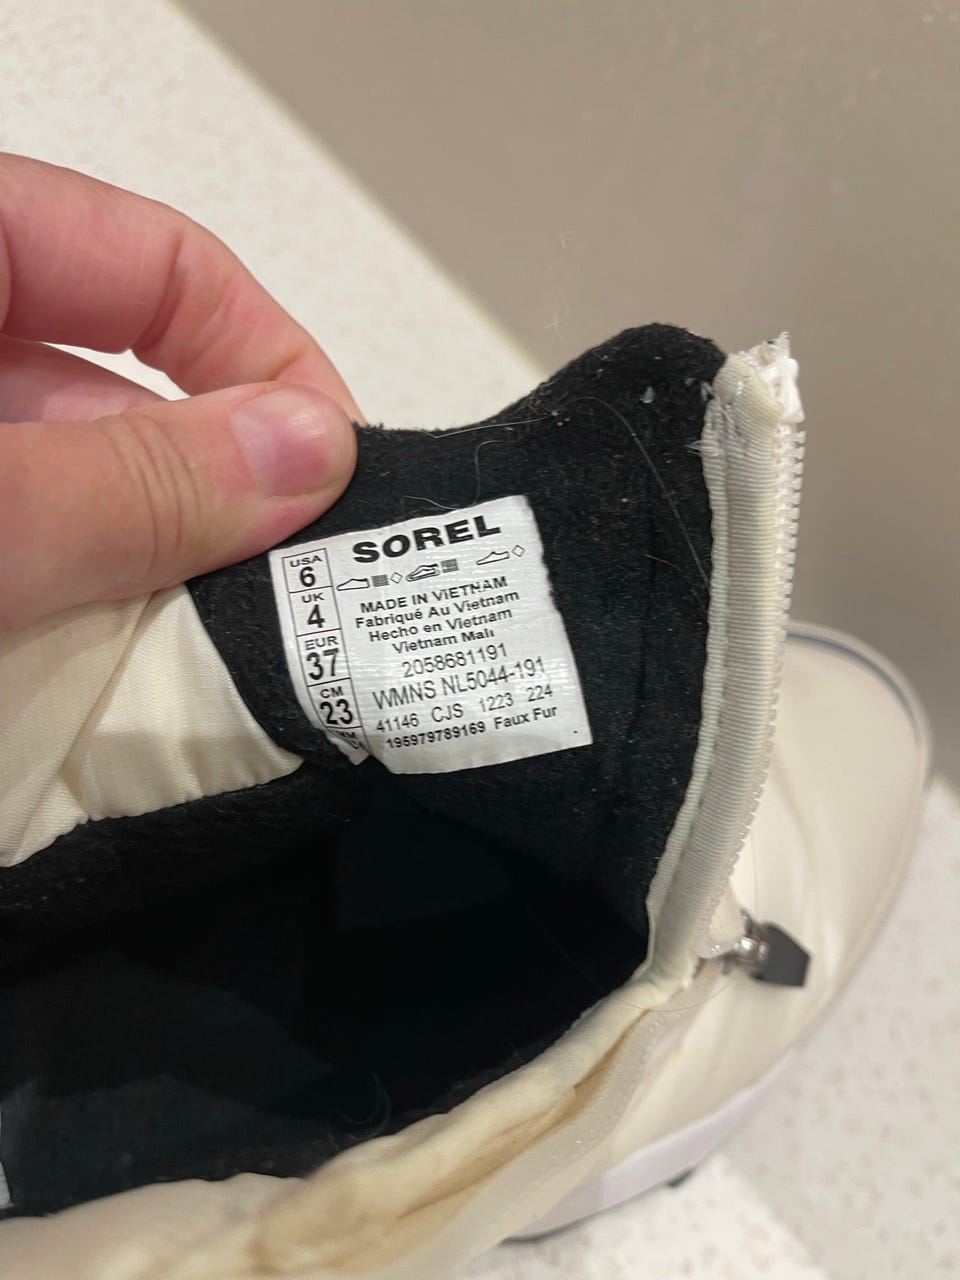 SOREL
USA
6
UK
4
EUR
37
CM
23
MADE IN VIETNAM
Fabriqué Au Vietnam
Hecho en Vietnam
Vietnam Malı
2058681191
WMNS NL5044-191
41146 CJS 1223 224
195979789169 Faux Fur